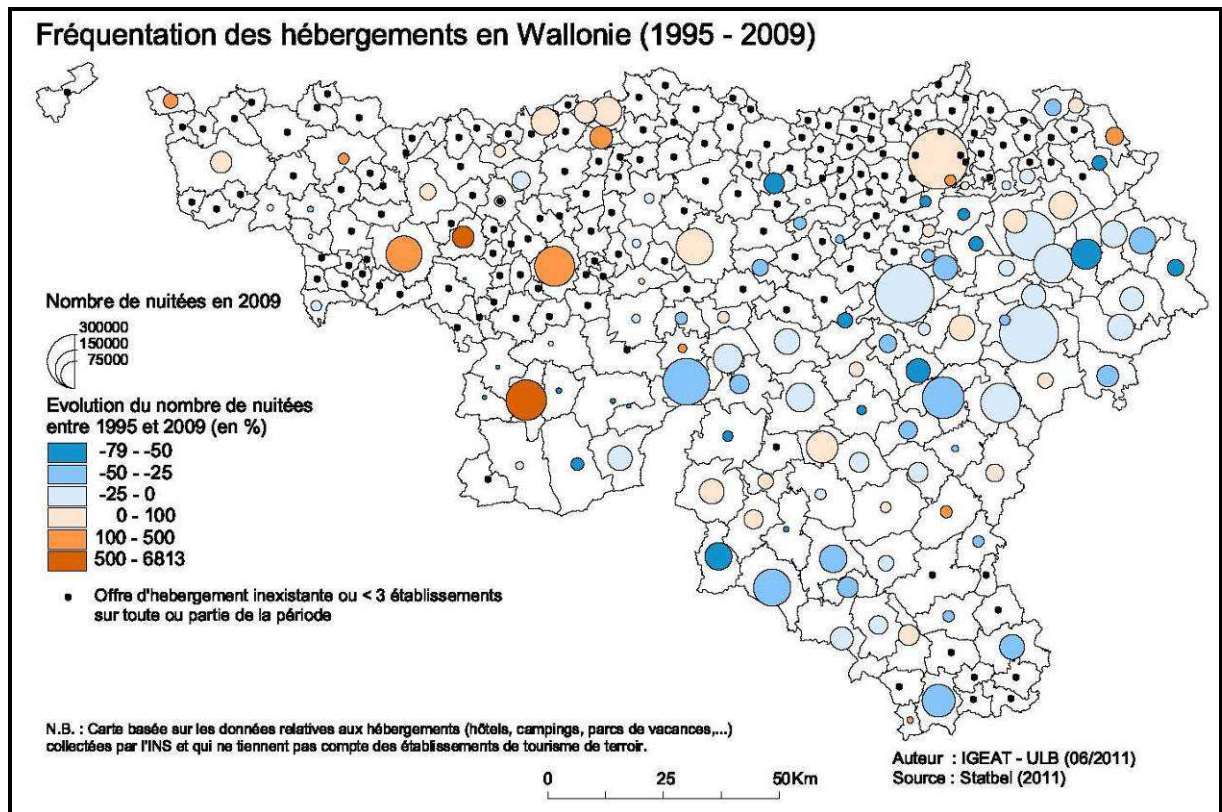 Fréquentation des hébergements en Wallonie (1995 - 2009)
Nombre de nuitées en 2009
300000
150000
75000
Evolution du nombre de nuitées
entre 1995 et 2009 (en %)
-79 - -50
-50 - -25
-25 - 0
0 - 100
100 - 500
500 - 6813
Offre d'hebergement inexistante ou < 3 établissements
sur toute ou partie de la période
N.B. : Carte basée sur les données relatives aux hébergements (hôtels, campings, parcs de vacances,...)
collectées par l'INS et qui ne tiennent pas compte des établissements de tourisme de terroir.
Auteur : IGEAT - ULB (06/2011)
Source : Statbel (2011)
0 25 50Km